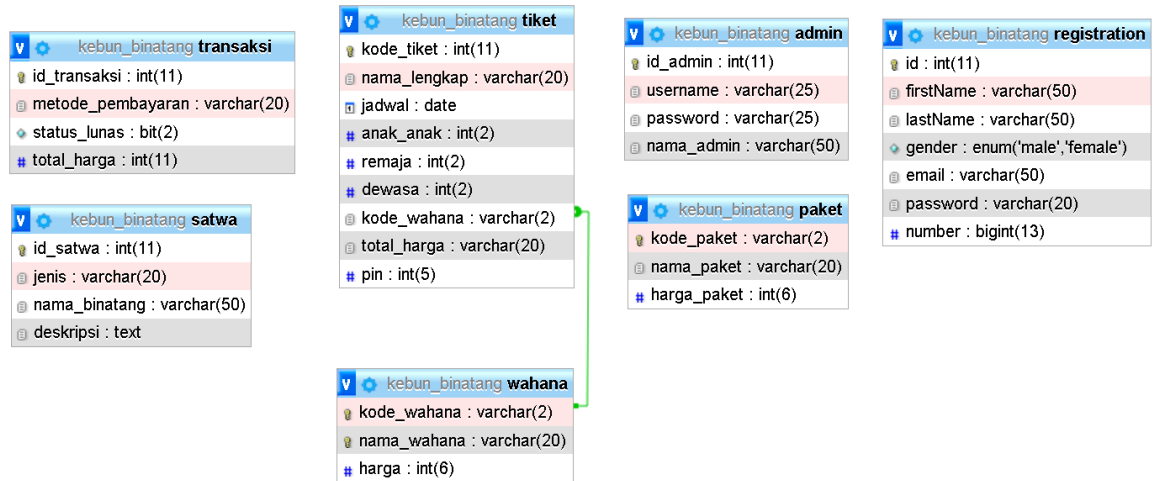 kebun_binatang transaksi
id_transaksi : int(11)
metode_pembayaran : varchar(20)
status_lunas : bit(2)
# total_harga : int(11)
kebun_binatang satwa
id_satwa : int(11)
jenis : varchar(20)
nama_binatang : varchar(50)
deskripsi : text
kebun_binatang tiket
kode_tiket : int(11)
nama_lengkap : varchar(20)
jadwal : date
# anak_anak : int(2)
# remaja : int(2)
# dewasa : int(2)
kode_wahana : varchar(2)
total_harga : varchar(20)
# pin : int(5)
kebun_binatang wahana
kode_wahana : varchar(2)
nama_wahana : varchar(20)
# harga : int(6)
kebun_binatang admin
id_admin : int(11)
username : varchar(25)
password : varchar(25)
nama_admin : varchar(50)
kebun_binatang paket
kode_paket : varchar(2)
nama_paket : varchar(20)
# harga_paket : int(6)
kebun_binatang registration
id : int(11)
firstName : varchar(50)
lastName : varchar(50)
gender : enum('male','female')
email : varchar(50)
password : varchar(20)
# number : bigint(13)